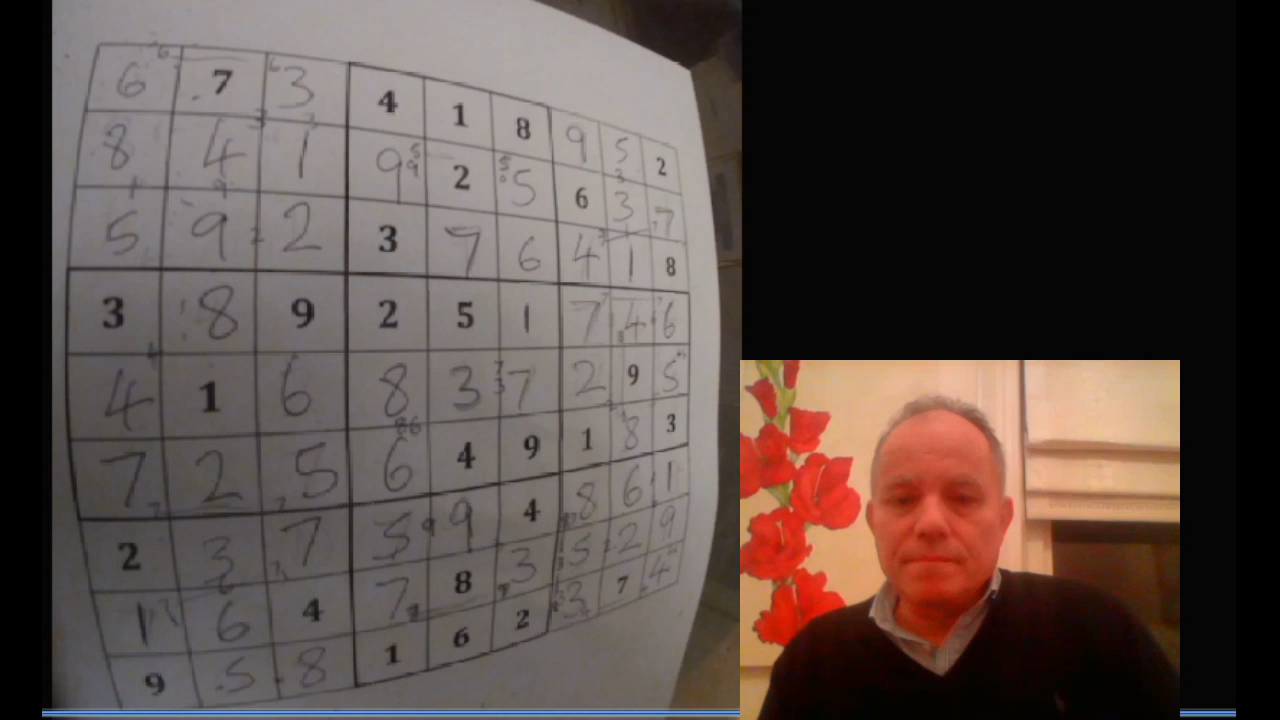 6 7 3 4 1 8 9 5 2
8 4 1 9 2 5 6 3 7
5 9 2 3 7 6 4 1 8
3 8 9 2 5 1 7 4 6
4 1 6 8 3 7 2 9 5
7 2 5 6 4 9 1 8 3
2 3 7 5 9 4 8 6 1
1 6 4 7 8 3 5 2 9
9 5 8 1 6 2 3 7 4